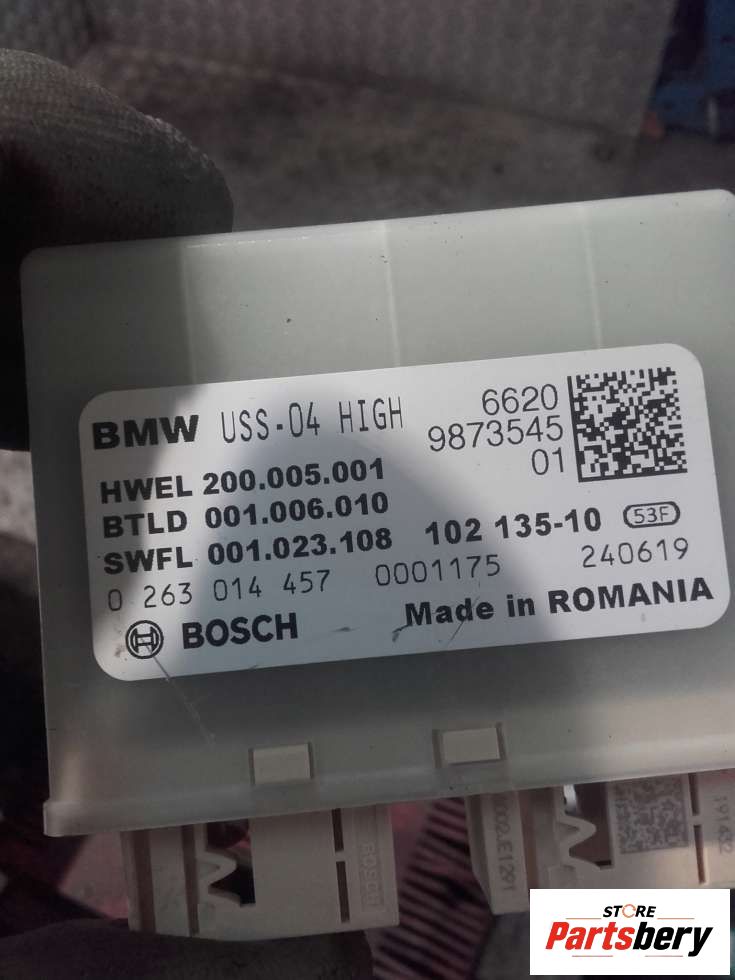 BMW USS-04 HIGH 6620
9873545
01
HWEL 200.005.001
BTLD 001.006.010
SWFL 001.023.108 102 135-10 53F
0 263 014 457 0001175 240619
BOSCH Made in ROMANIA
BOSCH
STORE
Partsbery